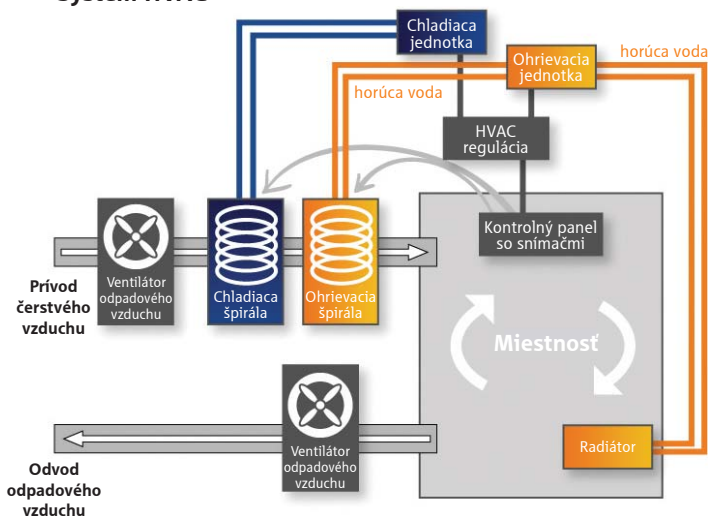 Chladiaca
jednotka
Ohrievacia
jednotka
horúca voda
horúca voda
HVAC
regulácia
Kontrolný panel
so snímačmi
Prívod
čerstvého
vzduchu
Ventilátor
odpadového
vzduchu
Chladiaca
špirála
Ohrievacia
špirála
Miestnosť
Radiátor
Odvod
odpadového
vzduchu
Ventilátor
odpadového
vzduchu